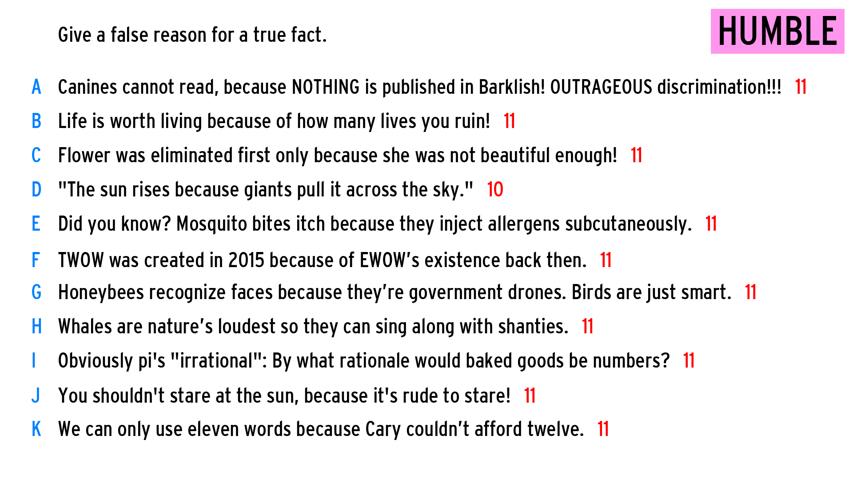 Give a false reason for a true fact.
HUMBLE
A Canines cannot read, because NOTHING is published in Barklish! OUTRAGEOUS discrimination!!! 11
B Life is worth living because of how many lives you ruin! 11
C Flower was eliminated first only because she was not beautiful enough! 11
D "The sun rises because giants pull it across the sky." 10
E Did you know? Mosquito bites itch because they inject allergens subcutaneously. 11
F TWOW was created in 2015 because of EWOW’s existence back then. 11
G Honeybees recognize faces because they’re government drones. Birds are just smart. 11
H Whales are nature’s loudest so they can sing along with shanties. 11
I Obviously pi's "irrational": By what rationale would baked goods be numbers? 11
J You shouldn't stare at the sun, because it's rude to stare! 11
K We can only use eleven words because Cary couldn’t afford twelve. 11